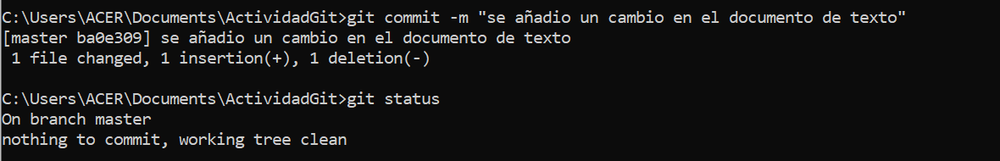 C:\Users\ACER\Documents\ActividadGit>git commit -m "se añadio un cambio en el documento de texto"
[master ba0e309] se añadio un cambio en el documento de texto
 1 file changed, 1 insertion(+), 1 deletion(-)
C:\Users\ACER\Documents\ActividadGit>git status
On branch master
nothing to commit, working tree clean